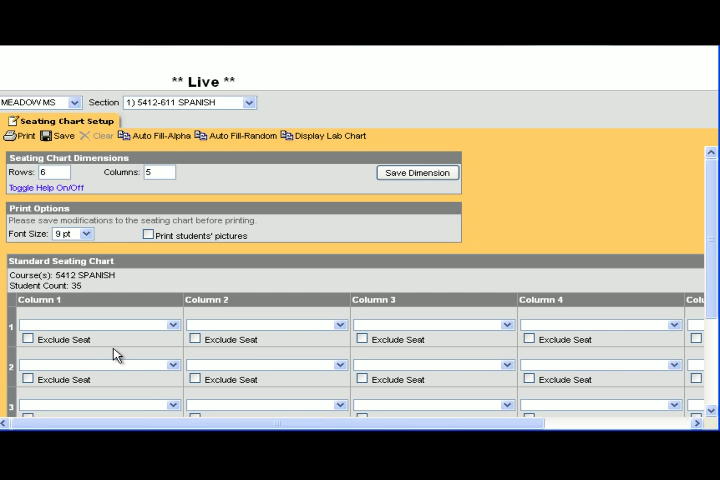 ** Live **
MEADOW MS Section 1) 5412-611 SPANISH
Seating Chart Setup
Print Save Clear Auto Fill-Alpha Auto Fill-Random Display Lab Chart
Seating Chart Dimensions
Rows: 6 Columns: 5 Save Dimension
Toggle Help On/Off
Print Options
Please save modifications to the seating chart before printing.
Font Size: 9 pt Print students' pictures
Standard Seating Chart
Course(s): 5412 SPANISH
Student Count: 35
Column 1 Column 2 Column 3 Column 4 Colu
1
Exclude Seat Exclude Seat Exclude Seat Exclude Seat
2
Exclude Seat Exclude Seat Exclude Seat Exclude Seat
3